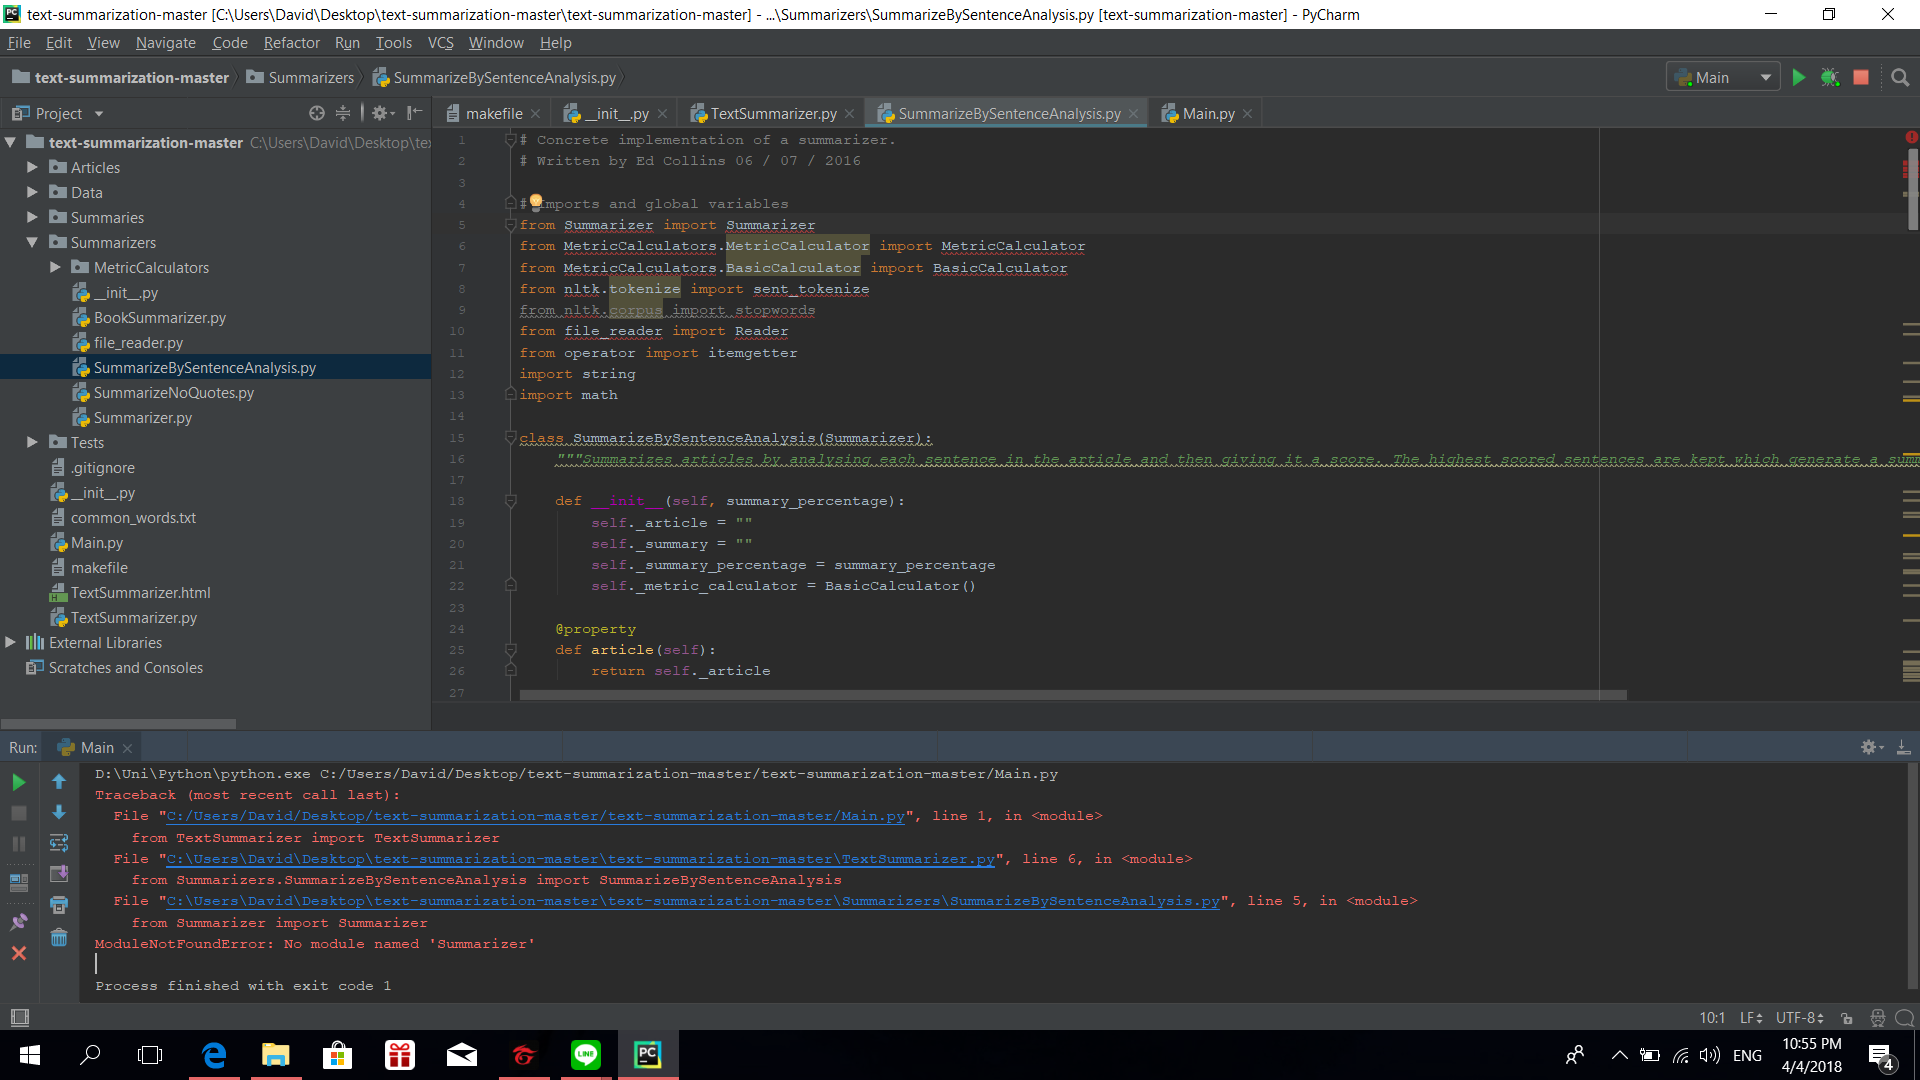 text-summarization-master [C:\Users\David\Desktop\text-summarization-master\text-summarization-master] - ...\Summarizers\SummarizeBySentenceAnalysis.py [text-summarization-master] - PyCharm
File Edit View Navigate Code Refactor Run Tools VCS Window Help
text-summarization-master Summarizers SummarizeBySentenceAnalysis.py
Main
Project
makefile __init__.py TextSummarizer.py SummarizeBySentenceAnalysis.py Main.py
text-summarization-master C:\Users\David\Desktop\te
Articles
Data
Summaries
Summarizers
MetricCalculators
__init__.py
BookSummarizer.py
file_reader.py
SummarizeBySentenceAnalysis.py
SummarizeNoQuotes.py
Summarizer.py
Tests
.gitignore
__init__.py
common_words.txt
Main.py
makefile
TextSummarizer.html
TextSummarizer.py
External Libraries
Scratches and Consoles
1 # Concrete implementation of a summarizer.
2 # Written by Ed Collins 06 / 07 / 2016
3
4 # Imports and global variables
5 from Summarizer import Summarizer
6 from MetricCalculators.MetricCalculator import MetricCalculator
7 from MetricCalculators.BasicCalculator import BasicCalculator
8 from nltk.tokenize import sent_tokenize
9 from nltk.corpus import stopwords
10 from file_reader import Reader
11 from operator import itemgetter
12 import string
13 import math
14
15 class SummarizeBySentenceAnalysis(Summarizer):
16 """Summarizes articles by analysing each sentence in the article and then giving it a score. The highest scored sentences are kept which generate a summ
17
18 def __init__(self, summary_percentage):
19 self._article = ""
20 self._summary = ""
21 self._summary_percentage = summary_percentage
22 self._metric_calculator = BasicCalculator()
23
24 @property
25 def article(self):
26 return self._article
27
Run: Main
D:\Uni\Python\python.exe C:/Users/David/Desktop/text-summarization-master/text-summarization-master/Main.py
Traceback (most recent call last):
File "C:/Users/David/Desktop/text-summarization-master/text-summarization-master/Main.py", line 1, in <module>
from TextSummarizer import TextSummarizer
File "C:\Users\David\Desktop\text-summarization-master\text-summarization-master\TextSummarizer.py", line 6, in <module>
from Summarizers.SummarizeBySentenceAnalysis import SummarizeBySentenceAnalysis
File "C:\Users\David\Desktop\text-summarization-master\text-summarization-master\Summarizers\SummarizeBySentenceAnalysis.py", line 5, in <module>
from Summarizer import Summarizer
ModuleNotFoundError: No module named 'Summarizer'
Process finished with exit code 1
10:1 LF UTF-8
LINE
PC
ENG
10:55 PM
4/4/2018
4